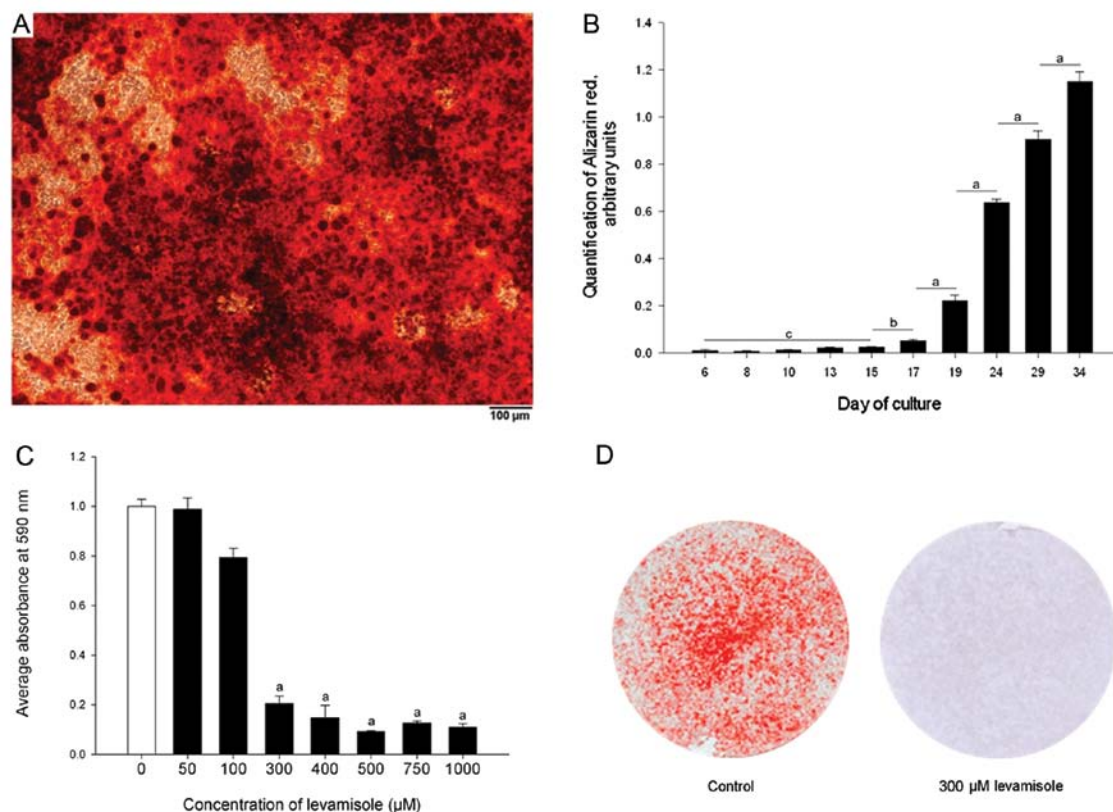 A
100 µm
B
Quantification of Alizarin red.
arbitrary units
1.4
1.2
1.0
0.8
0.6
0.4
0.2
0.0
c
b
a
a
a
a
6 8 10 13 15 17 19 24 29 34
Day of culture
C
Average absorbance at 590 nm
1.2
1.0
0.8
0.6
0.4
0.2
0.0
a a a a a
0 50 100 300 400 500 750 1000
Concentration of levamisole (µM)
D
Control
300 µM levamisole